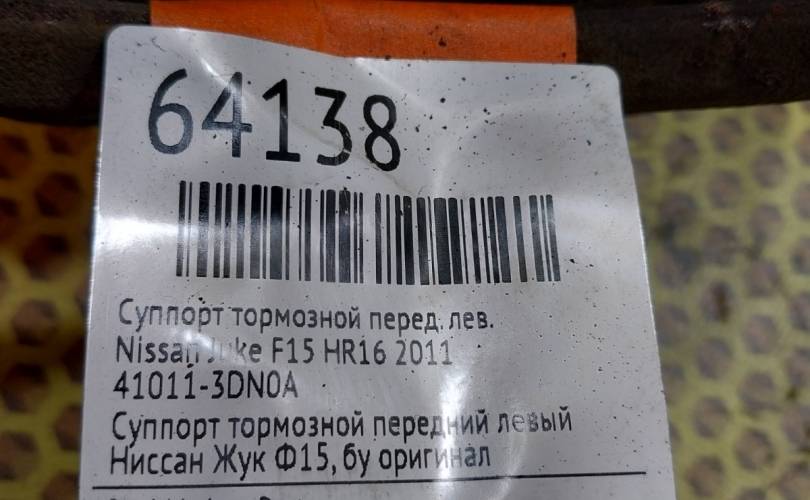 64138
Суппорт тормозной перед. лев.
Nissan Juke F15 HR16 2011
41011-3DN0A
Суппорт тормозной передний левый
Ниссан Жук Ф15, бу оригинал